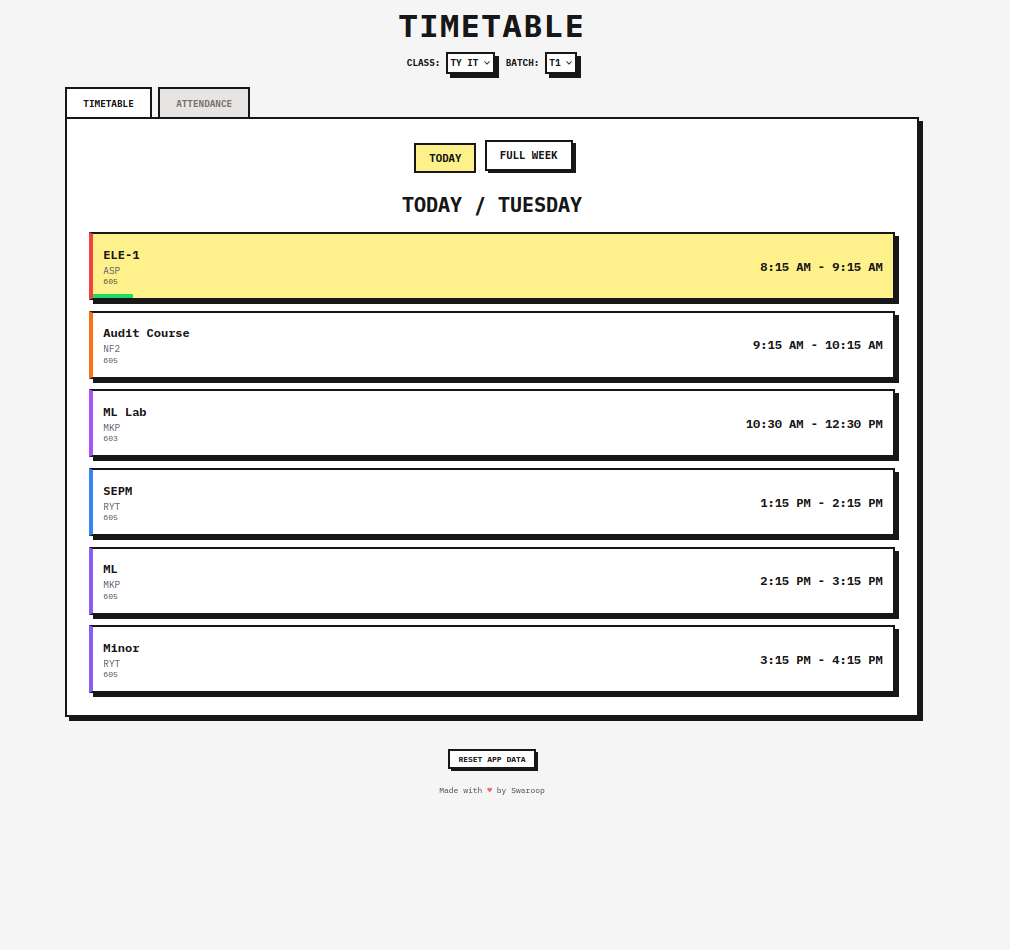 TIMETABLE
CLASS: TY IT BATCH: T1
TIMETABLE ATTENDANCE
TODAY FULL WEEK
TODAY / TUESDAY
ELE-1
ASP
605
8:15 AM - 9:15 AM
Audit Course
NF2
605
9:15 AM - 10:15 AM
ML Lab
MKP
603
10:30 AM - 12:30 PM
SEPM
RYT
605
1:15 PM - 2:15 PM
ML
MKP
605
2:15 PM - 3:15 PM
Minor
RYT
605
3:15 PM - 4:15 PM
RESET APP DATA
Made with ♥ by Swaroop